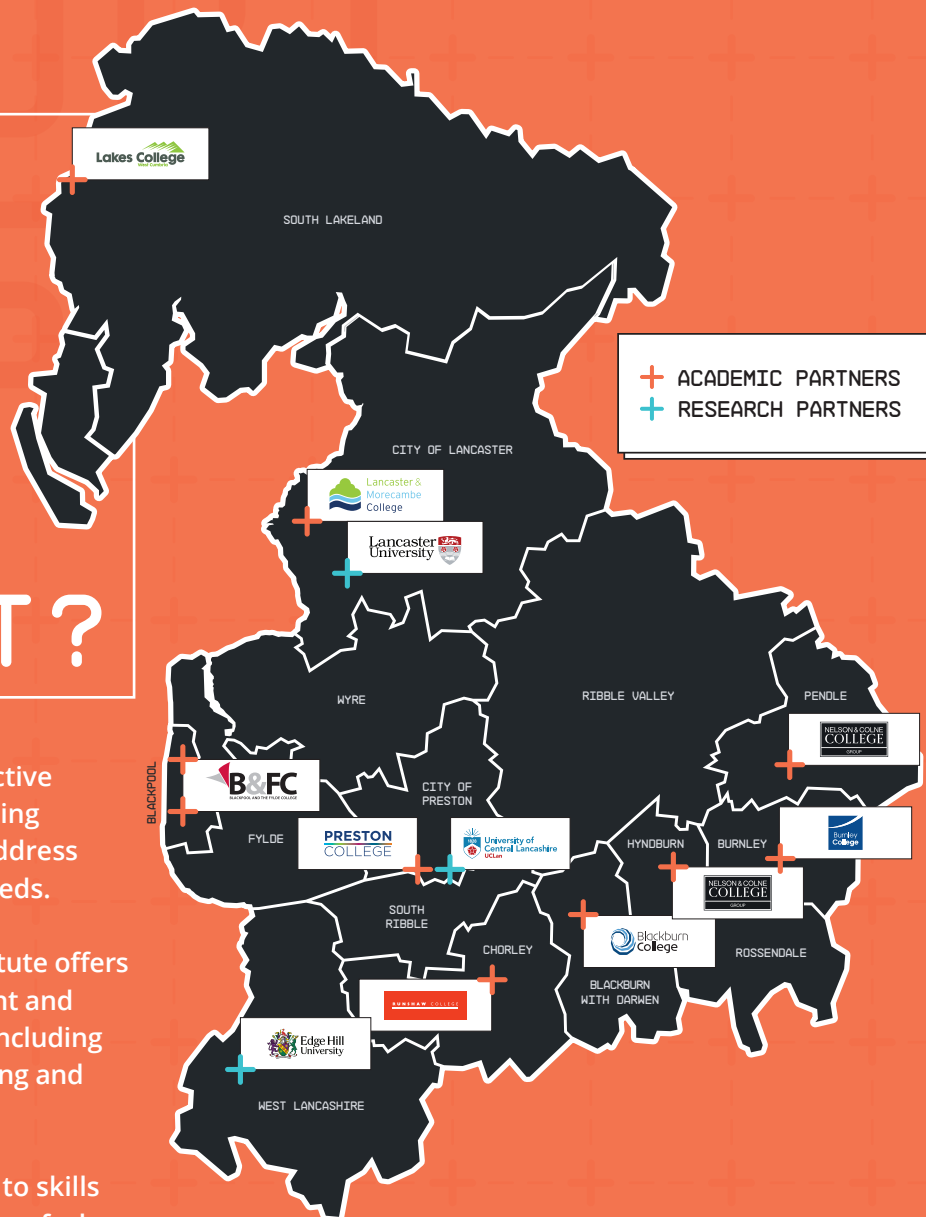 Lakes College
West Cumbria
SOUTH LAKELAND
ACADEMIC PARTNERS
RESEARCH PARTNERS
CITY OF LANCASTER
Lancaster &
Morecambe
College
Lancaster
University
T?
WYRE
RIBBLE VALLEY
PENDLE
NELSON & COLNE
COLLEGE
GROUP
BLACKPOOL
B&FC
BLACKPOOL AND THE FYLDE COLLEGE
CITY OF
PRESTON
FYLDE
PRESTON
COLLEGE
University of
Central Lancashire
UCLan
HYNDBURN
BURNLEY
Burnley
College
NELSON & COLNE
COLLEGE
GROUP
SOUTH
RIBBLE
CHORLEY
Blackburn
College
ROSSENDALE
BLACKBURN
WITH DARWEN
RUNSHAW COLLEGE
Edge Hill
University
WEST LANCASHIRE
ctive
ing
ddress
eds.
tute offers
nt and
ncluding
ng and
to skills